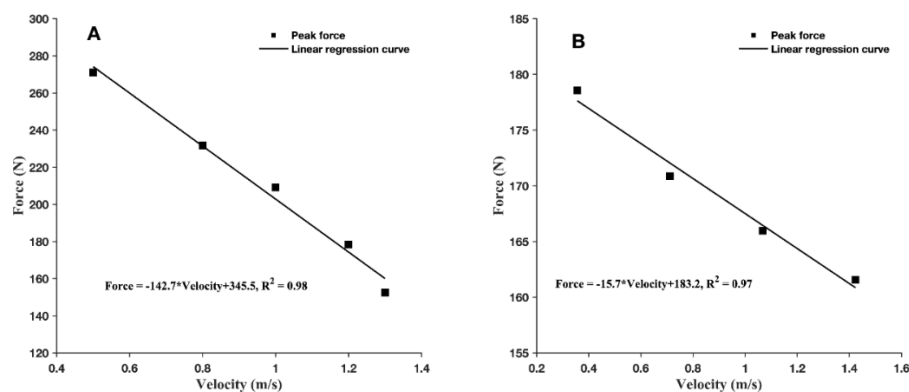 A
Peak force
Linear regression curve
300
280
260
240
220
200
180
160
140
120
Force (N)
Force = -142.7*Velocity+345.5, R² = 0.98
0.4 0.6 0.8 1 1.2 1.4
Velocity (m/s)
B
Peak force
Linear regression curve
185
180
175
170
165
160
155
Force (N)
Force = -15.7*Velocity+183.2, R² = 0.97
0.2 0.4 0.6 0.8 1 1.2 1.4 1.6
Velocity (m/s)